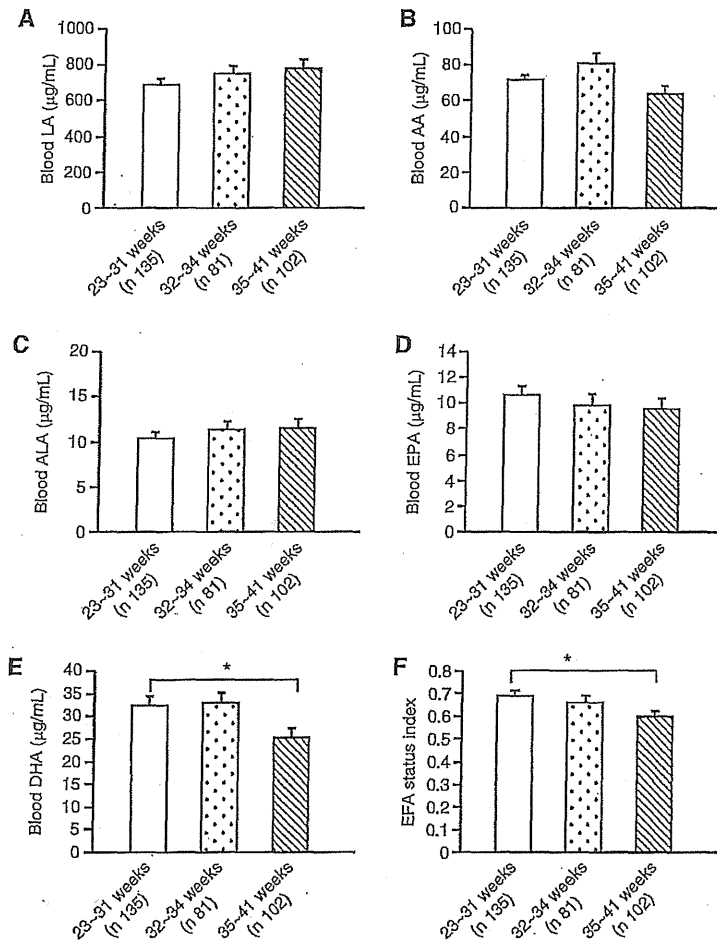 A
Blood LA (μg/mL)
1000
800
600
400
200
0
23~31 weeks
(n 135)
32~34 weeks
(n 81)
35~41 weeks
(n 102)
B
Blood AA (μg/mL)
100
80
60
40
20
0
23~31 weeks
(n 135)
32~34 weeks
(n 81)
35~41 weeks
(n 102)
C
Blood ALA (μg/mL)
20
15
10
5
0
23~31 weeks
(n 135)
32~34 weeks
(n 81)
35~41 weeks
(n 102)
D
Blood EPA (μg/mL)
14
12
10
8
6
4
2
0
23~31 weeks
(n 135)
32~34 weeks
(n 81)
35~41 weeks
(n 102)
E
Blood DHA (μg/mL)
40
35
30
25
20
15
10
5
0
*
23~31 weeks
(n 135)
32~34 weeks
(n 81)
35~41 weeks
(n 102)
F
EFA status index
0.8
0.7
0.6
0.5
0.4
0.3
0.2
0.1
0
*
23~31 weeks
(n 135)
32~34 weeks
(n 81)
35~41 weeks
(n 102)